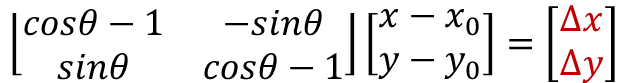 ⌊cosθ − 1 −sinθ⌋ [x − x₀] = [Δx]
⌊sinθ cosθ − 1⌋ [y − y₀] = [Δy]